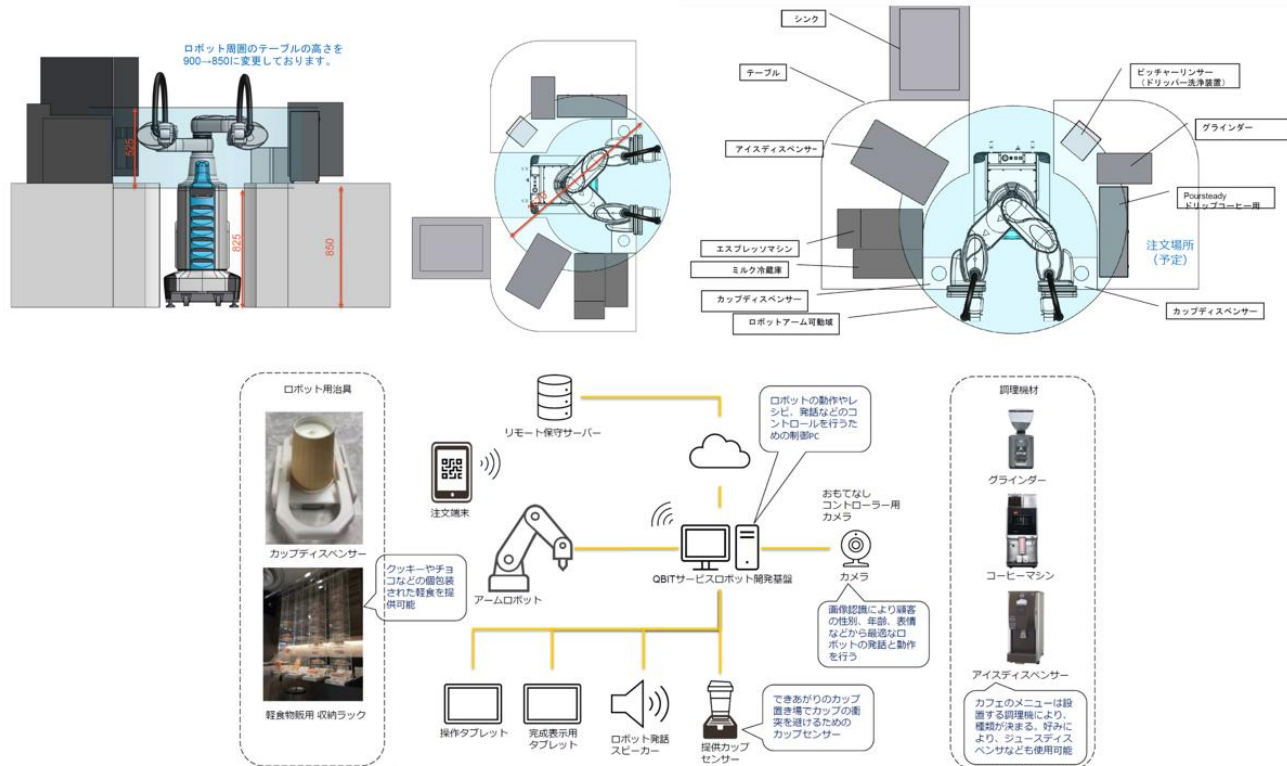 ロボット周囲のテーブルの高さを
900→850に変更しております。
525
825
850
シンク
テーブル
アイスディスペンサー
エスプレッソマシン
ミルク冷蔵庫
カップディスペンサー
ロボットアーム可動域
ピッチャーリンサー
（ドリッパー洗浄装置）
グラインダー
Poursteady
ドリップコーヒー用
注文場所
（予定）
カップディスペンサー
ロボット用治具
カップディスペンサー
クッキーやチョ
コなどの個包装
された軽食を提
供可能
軽食物販用 収納ラック
リモート保守サーバー
注文端末
アームロボット
ロボットの動作やレ
シピ、発話などのコ
ントロールを行うた
めの制御PC
QBITサービスロボット開発基盤
おもてなし
コントローラー用
カメラ
カメラ
画像認識により顧客
の性別、年齢、表情
などから最適なロ
ボットの発話と動作
を行う
操作タブレット
完成表示用
タブレット
ロボット発話
スピーカー
提供カップ
センサー
できあがりのカップ
置き場でカップの衝
突を避けるための
カップセンサー
調理機材
グラインダー
コーヒーマシン
アイスディスペンサー
カフェのメニューは設
置する調理機により、
種類が決まる。好みに
より、ジュースディス
ペンサなども使用可能